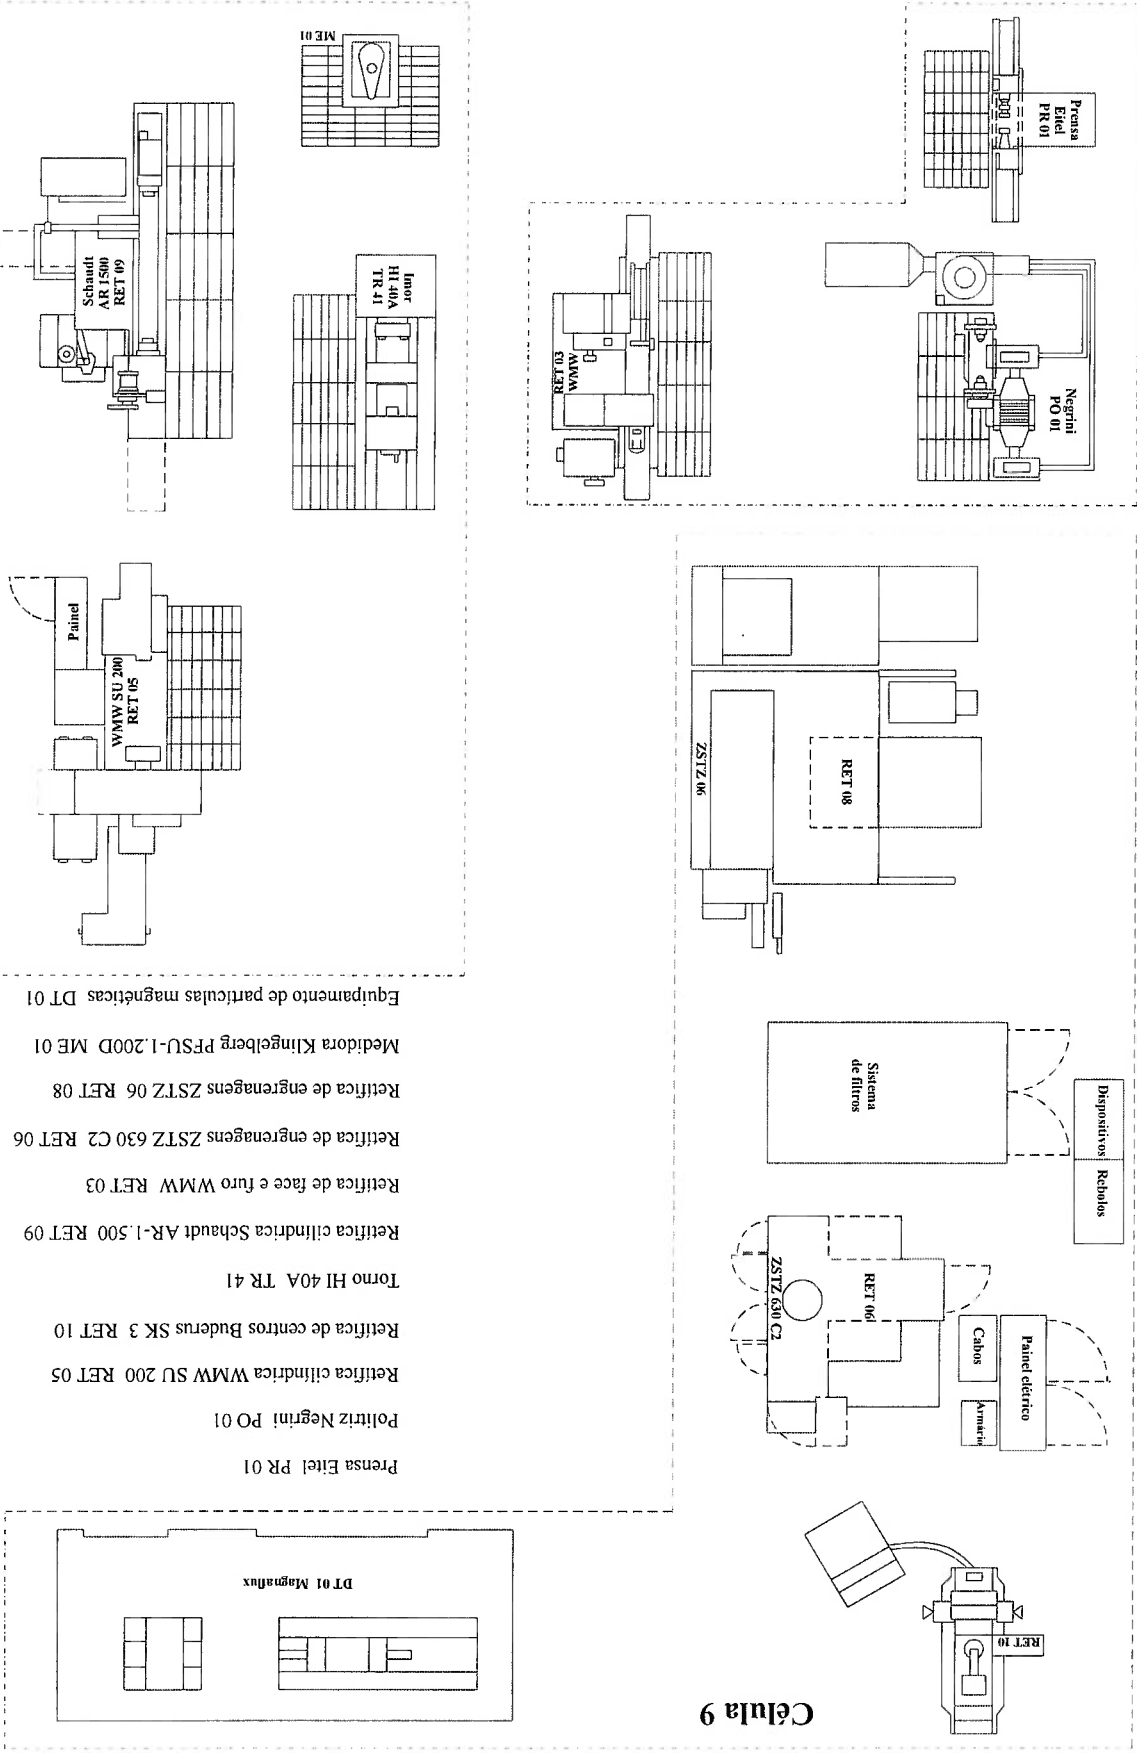 Célula 9
DT 01 Magnaflux
RET 10
Prensa Eitel PR 01
Politriz Negrini PO 01
Retífica cilíndrica WMW SU 200 RET 05
Retífica de centros Buderus SK 3 RET 10
Torno HI 40A TR 41
Retífica cilíndrica Schaudt AR-1.500 RET 09
Retífica de face e furo WMW RET 03
Retífica de engrenagens ZSTZ 630 C2 RET 06
Retífica de engrenagens ZSTZ 06 RET 08
Medidora Klingelberg PFSU-1.200D ME 01
Equipamento de partículas magnéticas DT 01
Painel elétrico
Armário
Cabos
RET 06
ZSTZ 630 C2
Rebolos
Dispositivos
Sistema
de filtros
RET 08
ZSTZ 06
WMW SU 200
RET 05
Painel
Negrini
PO 01
WMW
RET 03
Imor
HI 40A
TR 41
Schaudt
AR 1500
RET 09
Prensa
Eitel
PR 01
ME 01